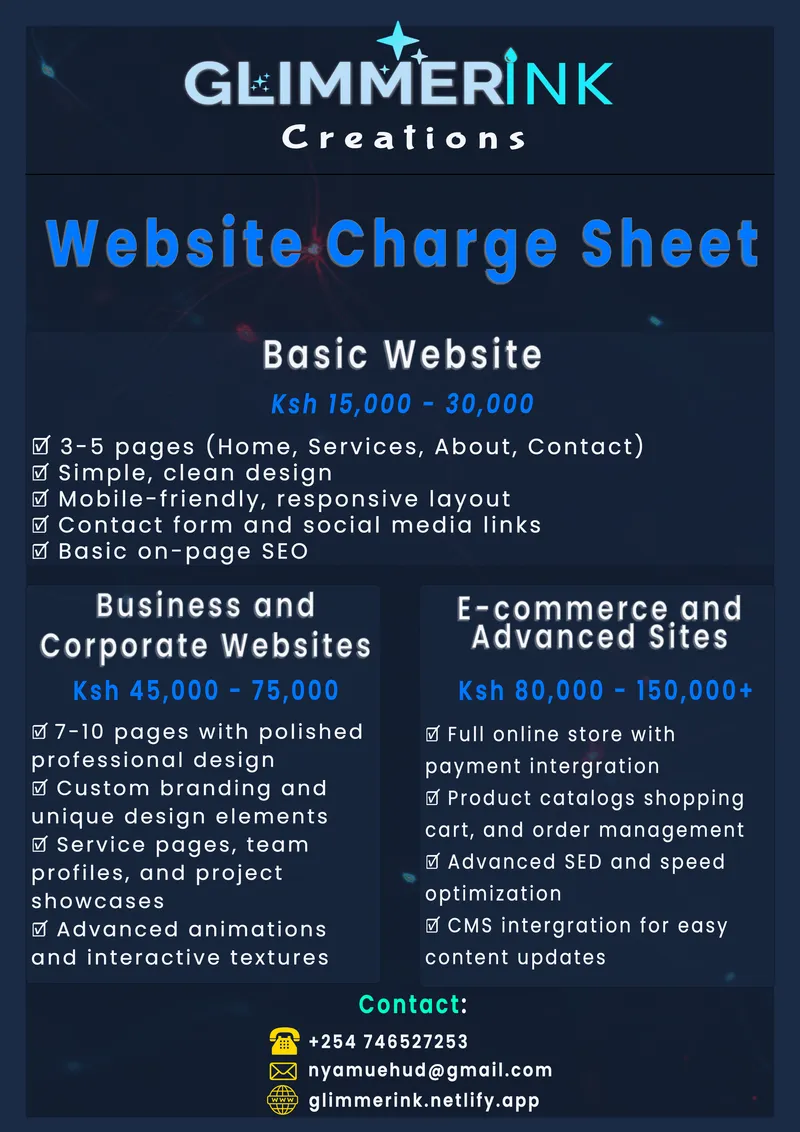 GLIMMERINK
Creations
Website Charge Sheet
Basic Website
Ksh 15,000 - 30,000
☑ 3-5 pages (Home, Services, About, Contact)
☑ Simple, clean design
☑ Mobile-friendly, responsive layout
☑ Contact form and social media links
☑ Basic on-page SEO
Business and
Corporate Websites
Ksh 45,000 - 75,000
☑ 7-10 pages with polished
professional design
☑ Custom branding and
unique design elements
☑ Service pages, team
profiles, and project
showcases
☑ Advanced animations
and interactive textures
E-commerce and
Advanced Sites
Ksh 80,000 - 150,000+
☑ Full online store with
payment intergration
☑ Product catalogs shopping
cart, and order management
☑ Advanced SED and speed
optimization
☑ CMS intergration for easy
content updates
Contact:
+254 746527253
nyamuehud@gmail.com
www
glimmerink.netlify.app